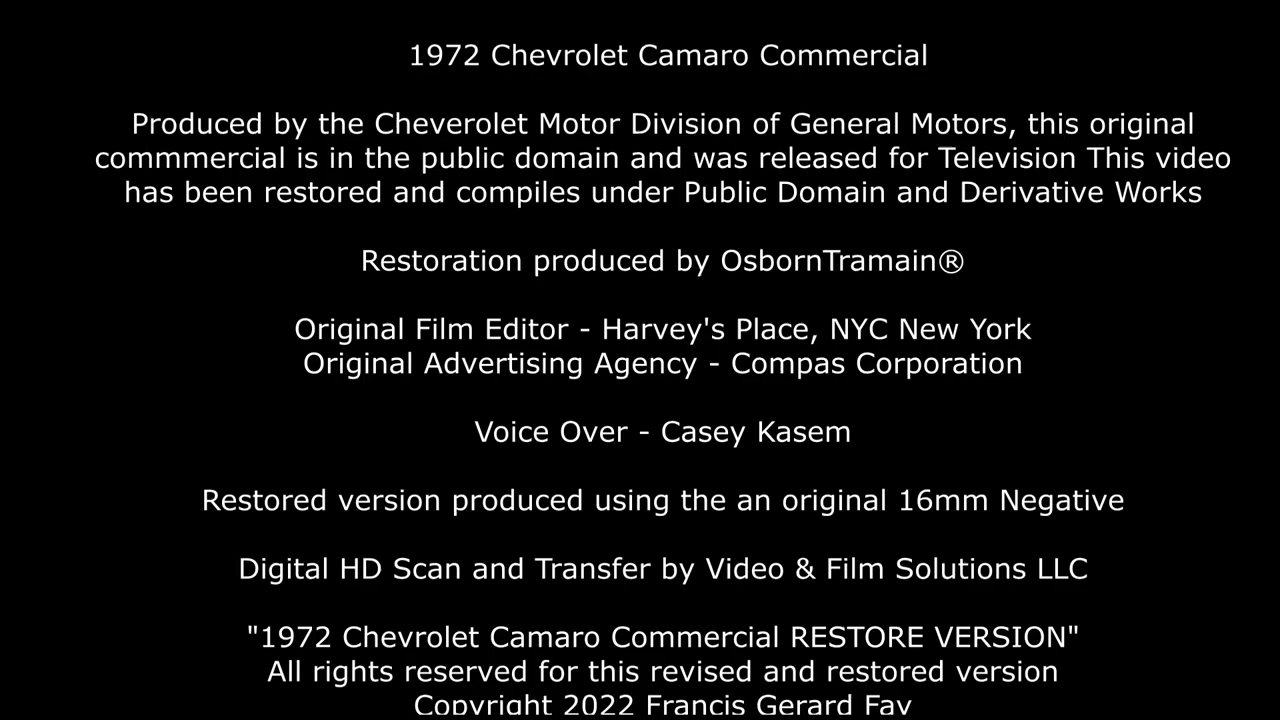 1972 Chevrolet Camaro Commercial
Produced by the Cheverolet Motor Division of General Motors, this original
commmercial is in the public domain and was released for Television This video
has been restored and compiles under Public Domain and Derivative Works
Restoration produced by OsbornTramain®
Original Film Editor - Harvey's Place, NYC New York
Original Advertising Agency - Compas Corporation
Voice Over - Casey Kasem
Restored version produced using the an original 16mm Negative
Digital HD Scan and Transfer by Video & Film Solutions LLC
"1972 Chevrolet Camaro Commercial RESTORE VERSION"
All rights reserved for this revised and restored version
Copyright 2022 Francis Gerard Fay